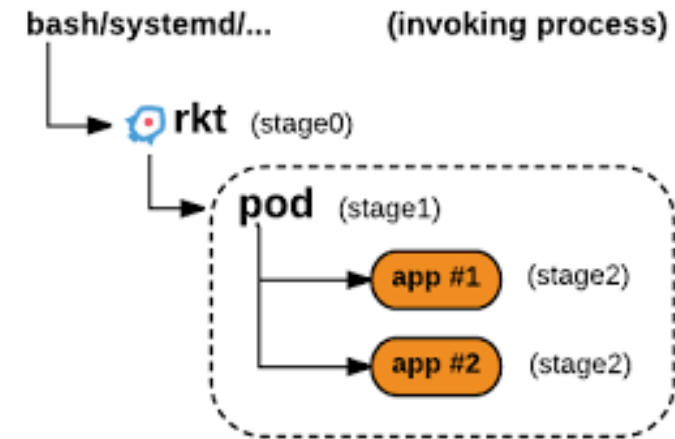 bash/systemd/... (invoking process)
rkt (stage0)
pod (stage1)
app #1 (stage2)
app #2 (stage2)